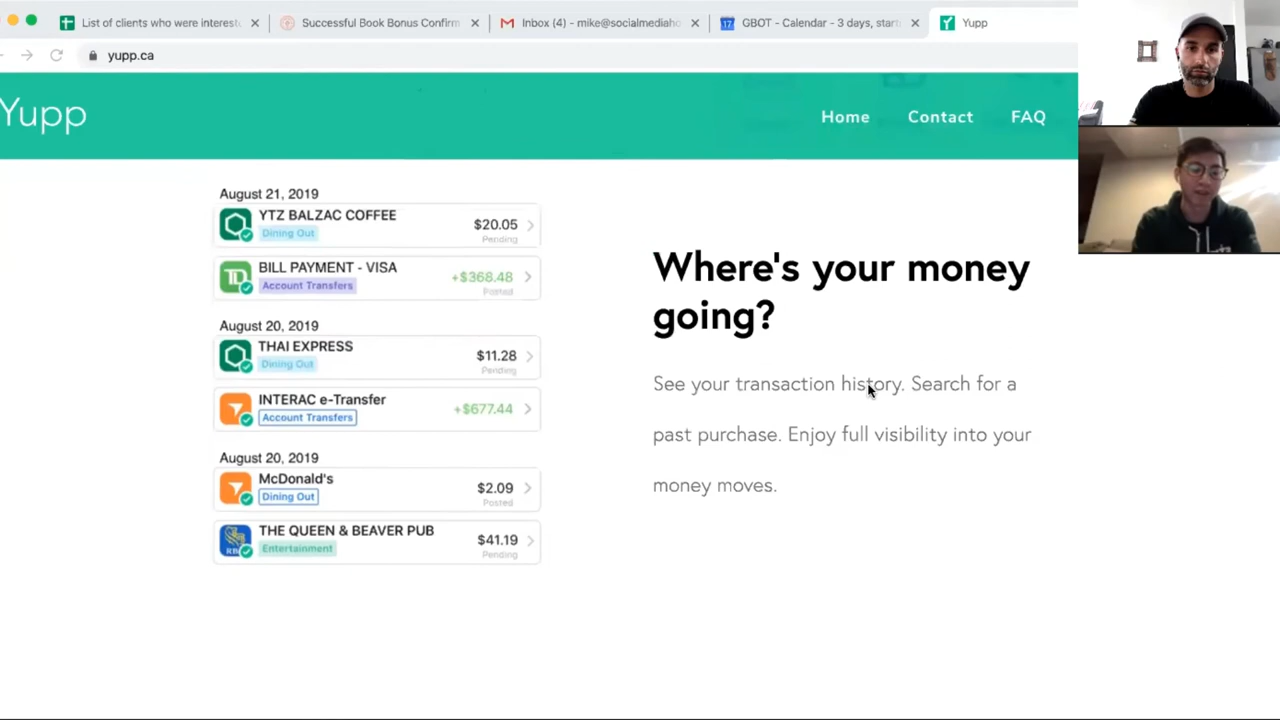 List of clients who were interest
Successful Book Bonus Confirm
Inbox (4) - mike@socialmediah
GBOT - Calendar - 3 days, start
Yupp
yupp.ca
Yupp
Home
Contact
FAQ
August 21, 2019
YTZ BALZAC COFFEE
$20.05
Dining Out
Pending
BILL PAYMENT - VISA
+$368.48
Account Transfers
Posted
August 20, 2019
THAI EXPRESS
$11.28
Dining Out
Pending
INTERAC e-Transfer
+$677.44
Account Transfers
August 20, 2019
McDonald's
$2.09
Dining Out
Posted
THE QUEEN & BEAVER PUB
$41.19
Entertainment
Pending
Where's your money
going?
See your transaction history. Search for a
past purchase. Enjoy full visibility into your
money moves.